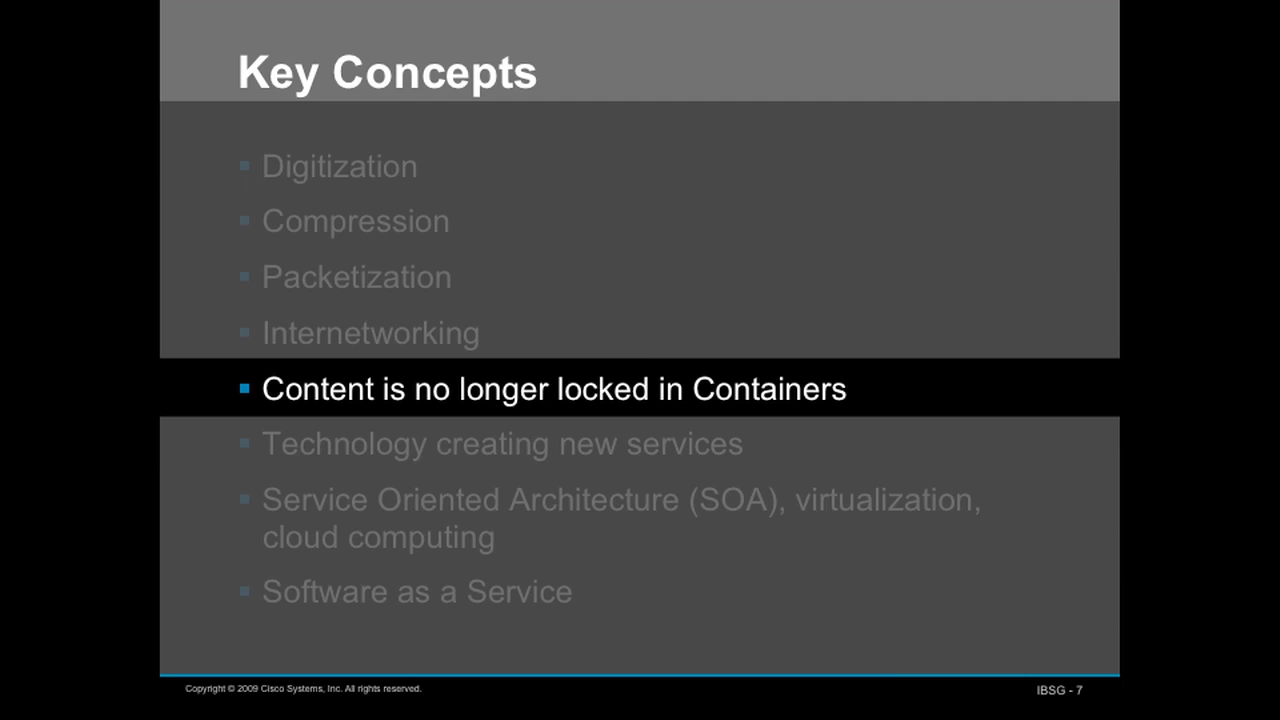 Key Concepts
Digitization
Compression
Packetization
Internetworking
Content is no longer locked in Containers
Technology creating new services
Service Oriented Architecture (SOA), virtualization,
cloud computing
Software as a Service
Copyright © 2009 Cisco Systems, Inc. All rights reserved.
IBSG - 7